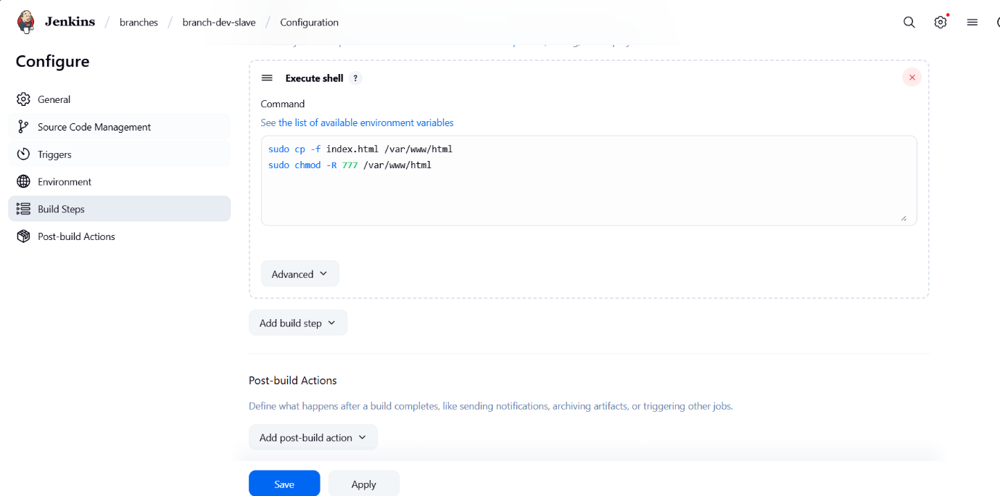 Jenkins / branches / branch-dev-slave / Configuration
Configure
General
Source Code Management
Triggers
Environment
Build Steps
Post-build Actions
Execute shell ?
Command
See the list of available environment variables
sudo cp -f index.html /var/www/html
sudo chmod -R 777 /var/www/html
Advanced
Add build step
Post-build Actions
Define what happens after a build completes, like sending notifications, archiving artifacts, or triggering other jobs.
Add post-build action
Save
Apply